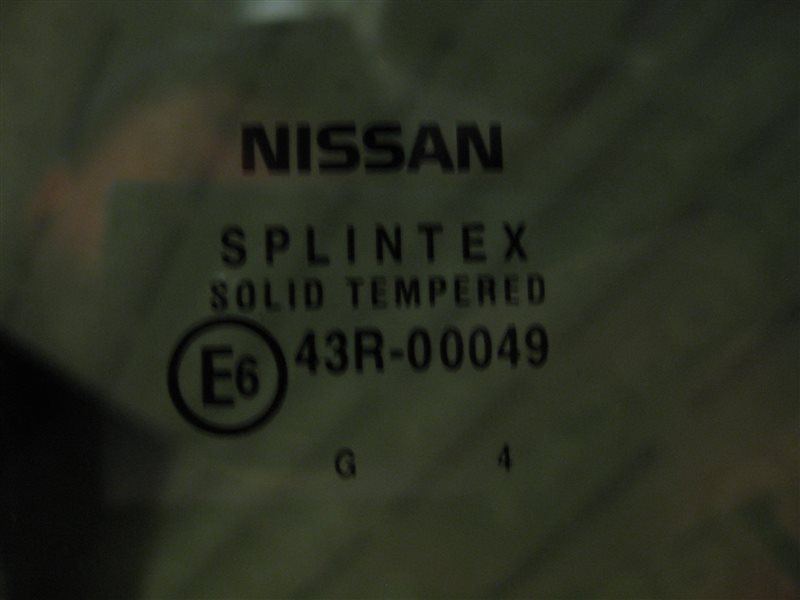 NISSAN
SPLINTEX
SOLID TEMPERED
E6 43R-00049
G 4